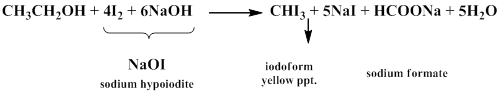 CH₃CH₂OH + 4I₂ + 6NaOH ⟶ CHI₃ + 5NaI + HCOONa + 5H₂O
NaOI
sodium hypoiodite
iodoform
yellow ppt.
sodium formate